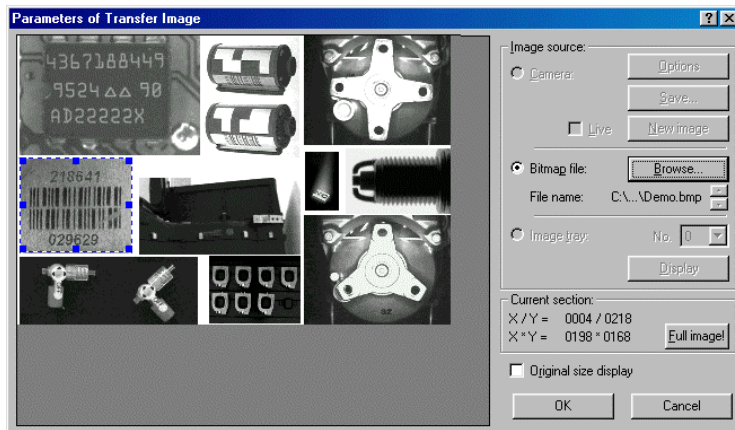 Parameters of Transfer Image
4367188449
9524 ΔΔ 90
AD22222X
218641
029629
az
Image source:
Camera:
Options
Save...
Live
New image
Bitmap file:
Browse...
File name: C:\...\Demo.bmp
Image tray:
No. 0
Display
Current section:
X / Y = 0004 / 0218
X * Y = 0198 * 0168
Full image!
Original size display
OK
Cancel